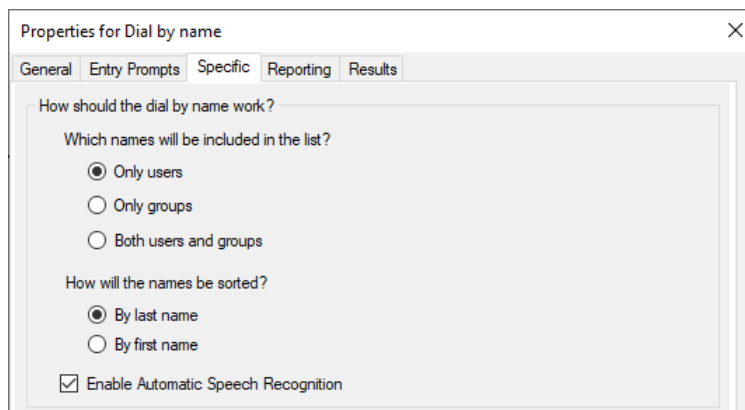 Properties for Dial by name
General Entry Prompts Specific Reporting Results
How should the dial by name work?
Which names will be included in the list?
Only users
Only groups
Both users and groups
How will the names be sorted?
By last name
By first name
Enable Automatic Speech Recognition